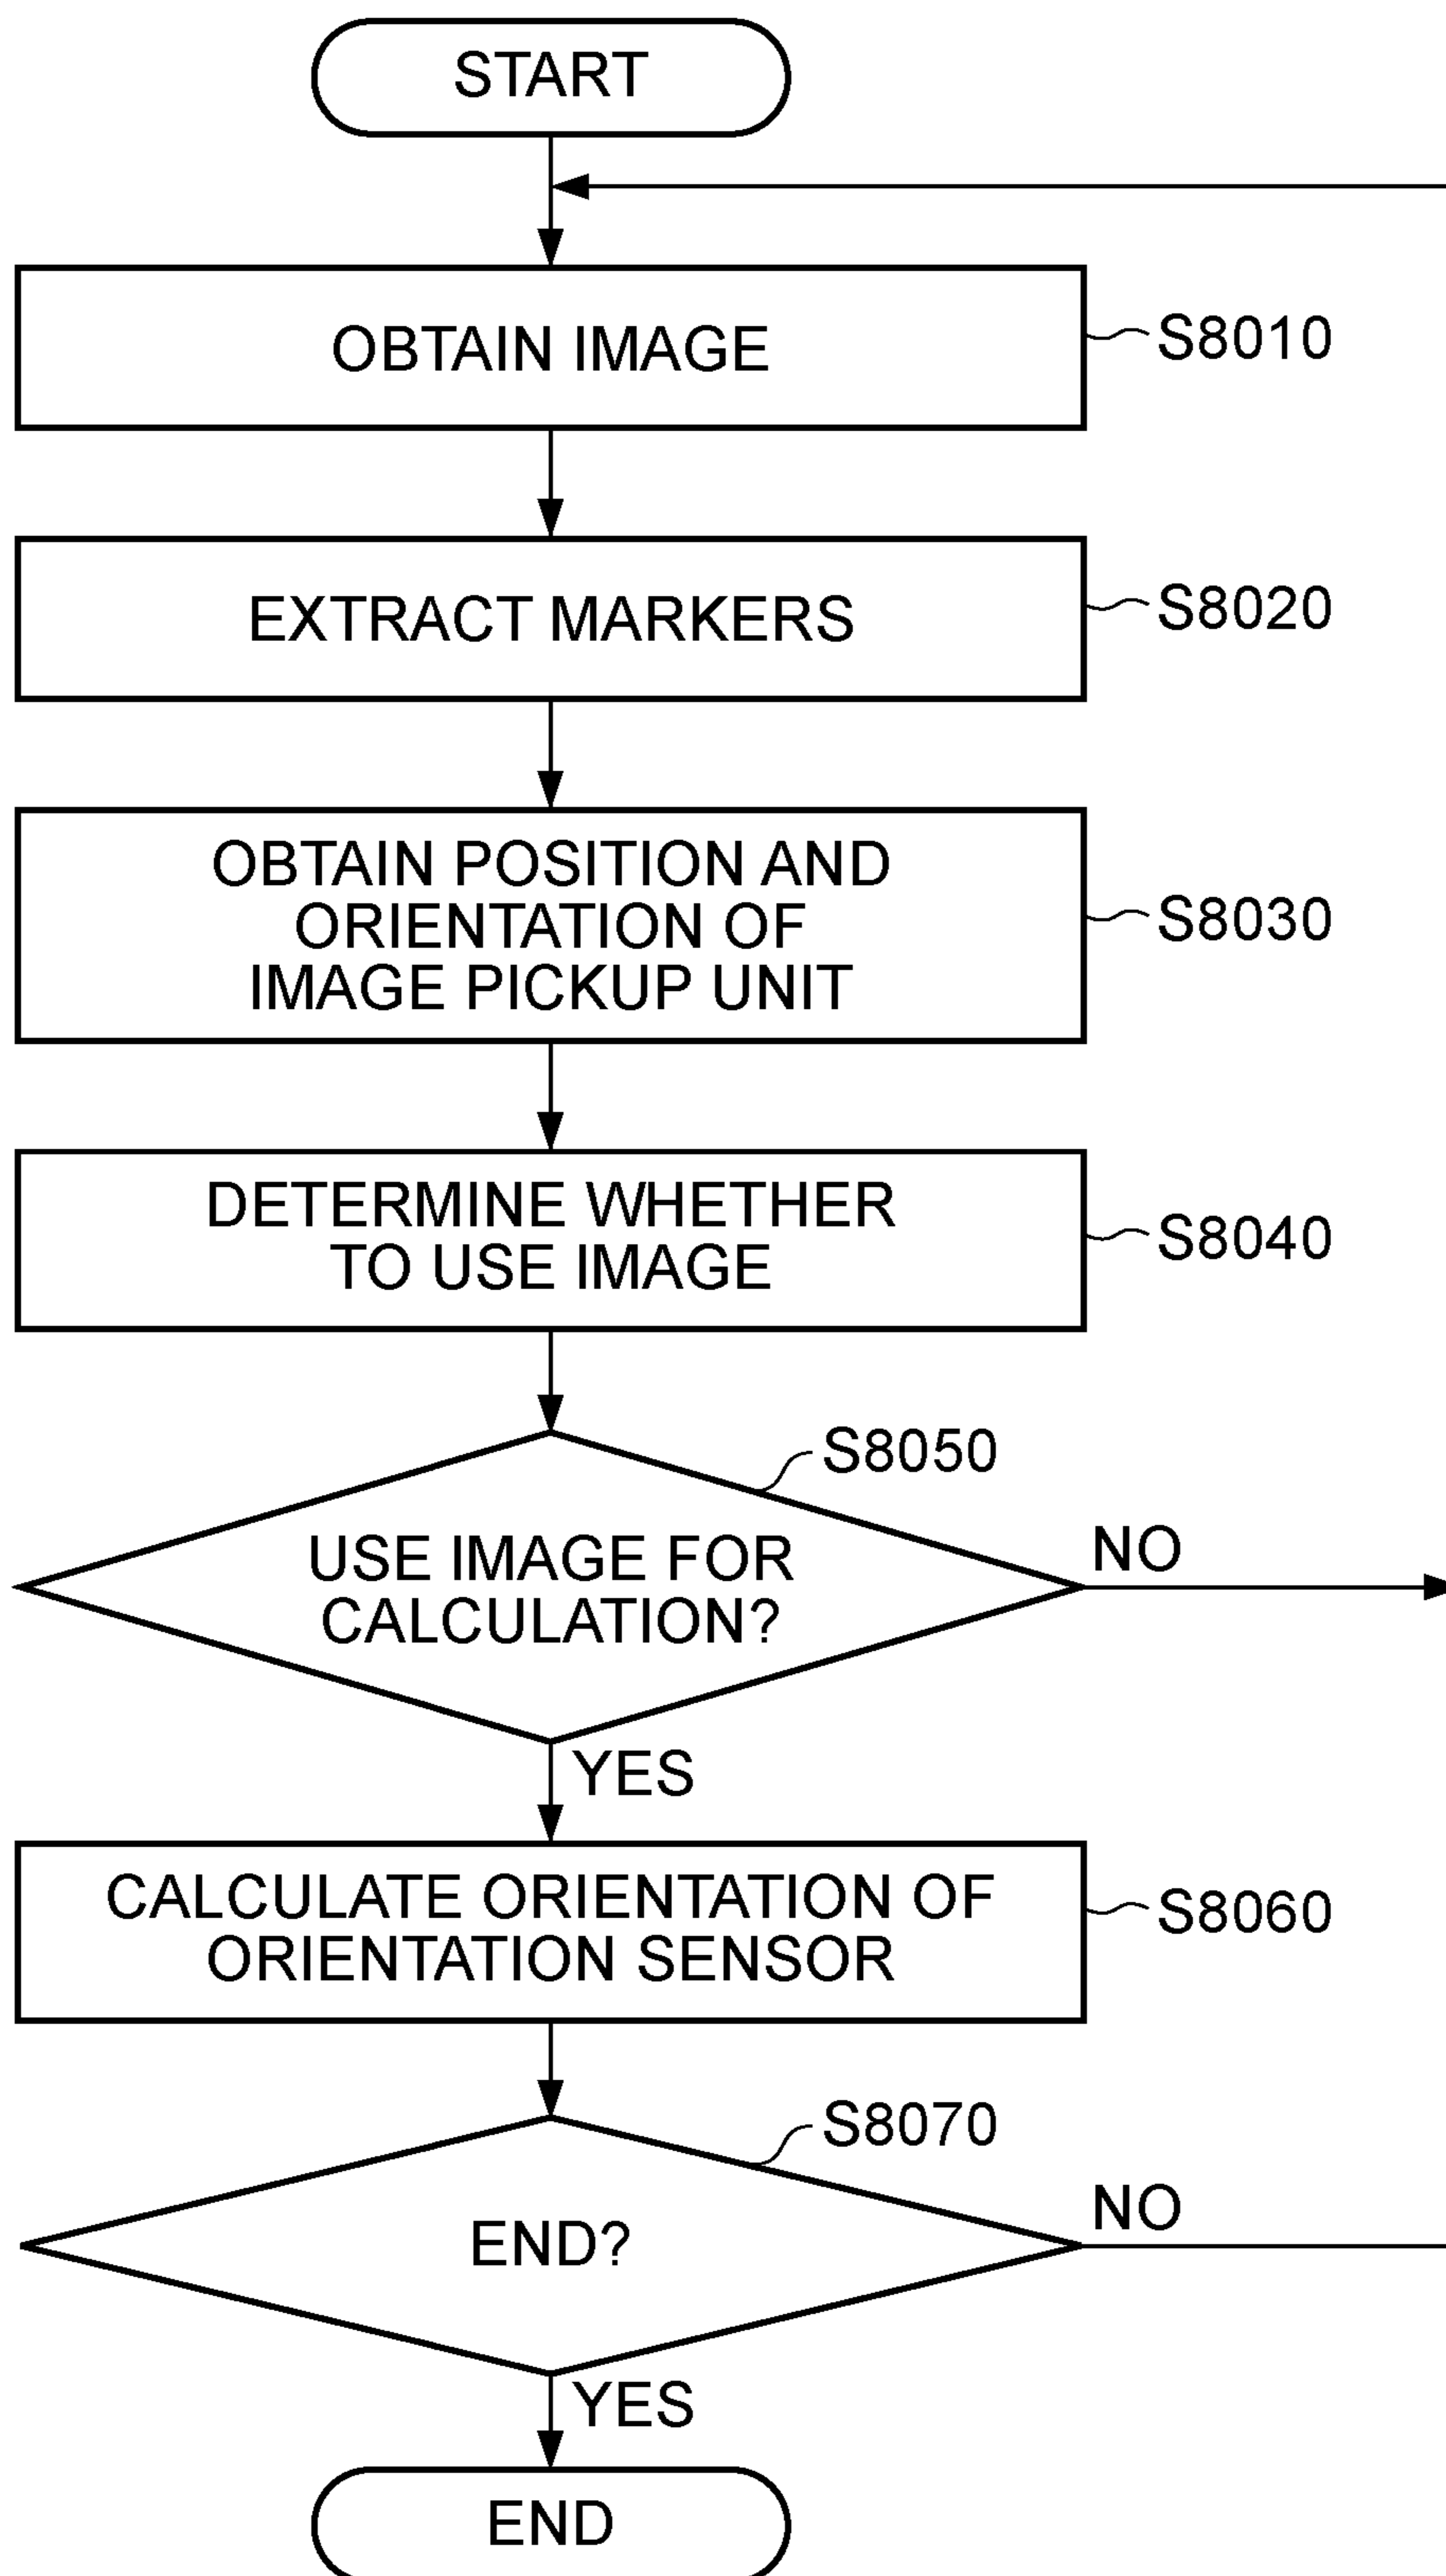 START
OBTAIN IMAGE
S8010
EXTRACT MARKERS
S8020
OBTAIN POSITION AND
ORIENTATION OF
IMAGE PICKUP UNIT
S8030
DETERMINE WHETHER
TO USE IMAGE
S8040
S8050
USE IMAGE FOR
CALCULATION?
NO
YES
CALCULATE ORIENTATION OF
ORIENTATION SENSOR
S8060
S8070
END?
NO
YES
END